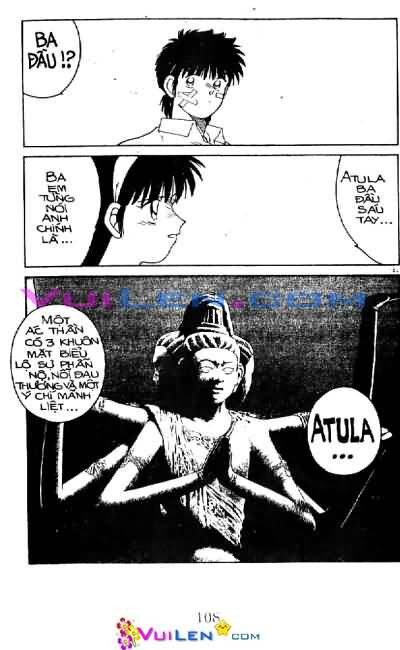 BA
ĐẦU!?
ATULA
BA
ĐẦU
SÁU
TAY...
BA
EM
TỪNG
NÓI
ANH
CHÍNH
LÀ...
VUILEN.COM
MỘT
ÁC THẦN
CÓ 3 KHUÔN
MẶT BIỂU
LỘ SỰ PHẪN
NỘ, NỖI ĐAU
THƯƠNG VÀ MỘT
Ý CHÍ MÃNH
LIỆT...
ATULA
...
108
VUILEN.COM